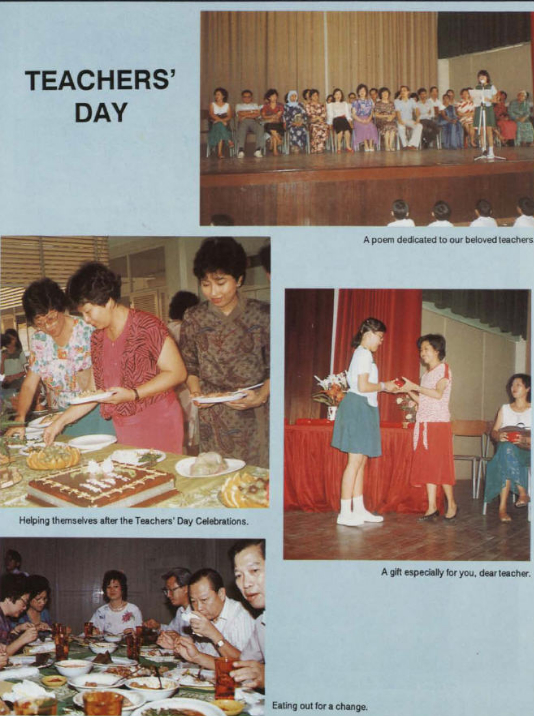 TEACHERS'
DAY
A poem dedicated to our beloved teachers
Helping themselves after the Teachers' Day Celebrations.
A gift especially for you, dear teacher.
Eating out for a change.